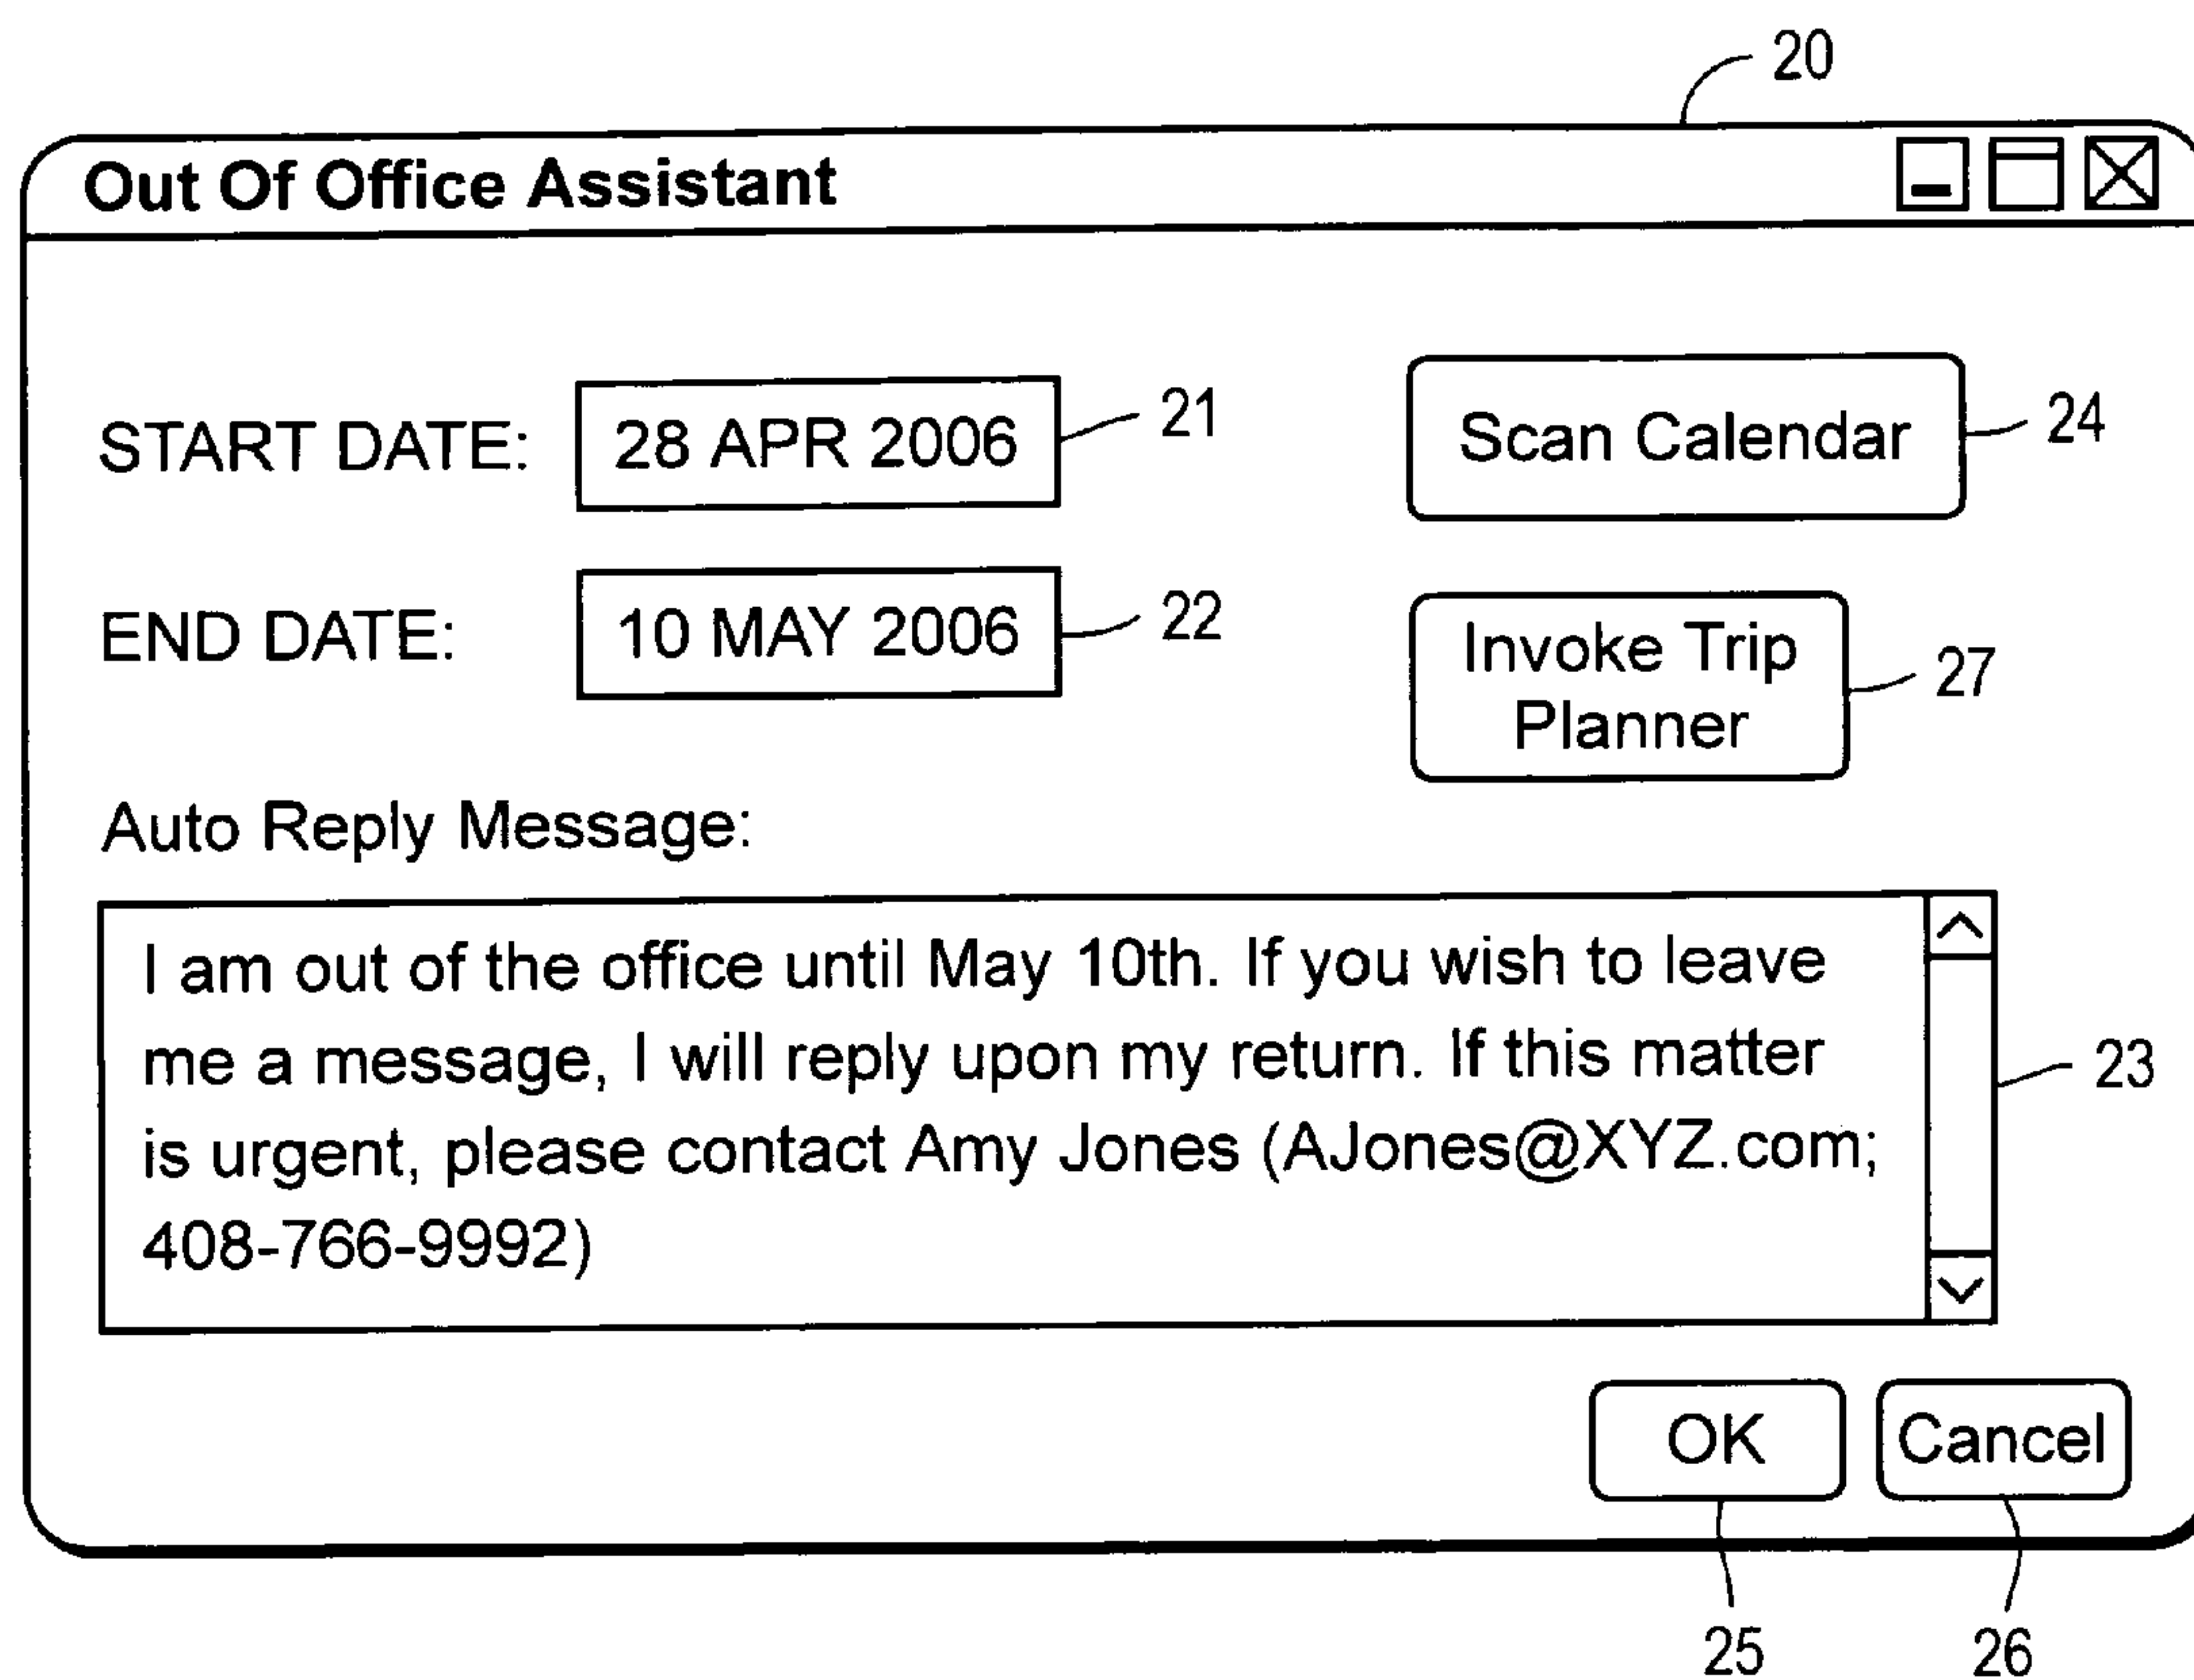 20
Out Of Office Assistant
START DATE: 28 APR 2006 21
Scan Calendar 24
END DATE: 10 MAY 2006 22
Invoke Trip
Planner
27
Auto Reply Message:
I am out of the office until May 10th. If you wish to leave
me a message, I will reply upon my return. If this matter
is urgent, please contact Amy Jones (AJones@XYZ.com;
408-766-9992)
23
OK Cancel
25 26